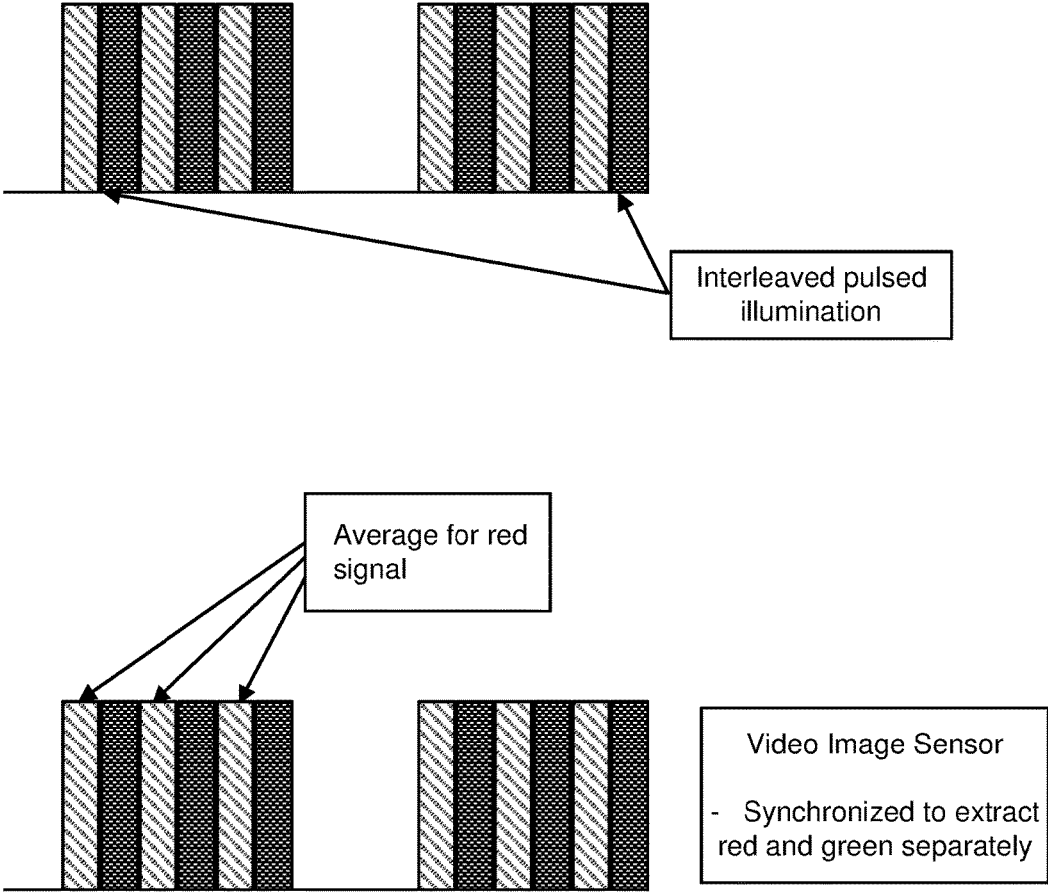 Interleaved pulsed
illumination
Average for red
signal
Video Image Sensor
- Synchronized to extract
red and green separately